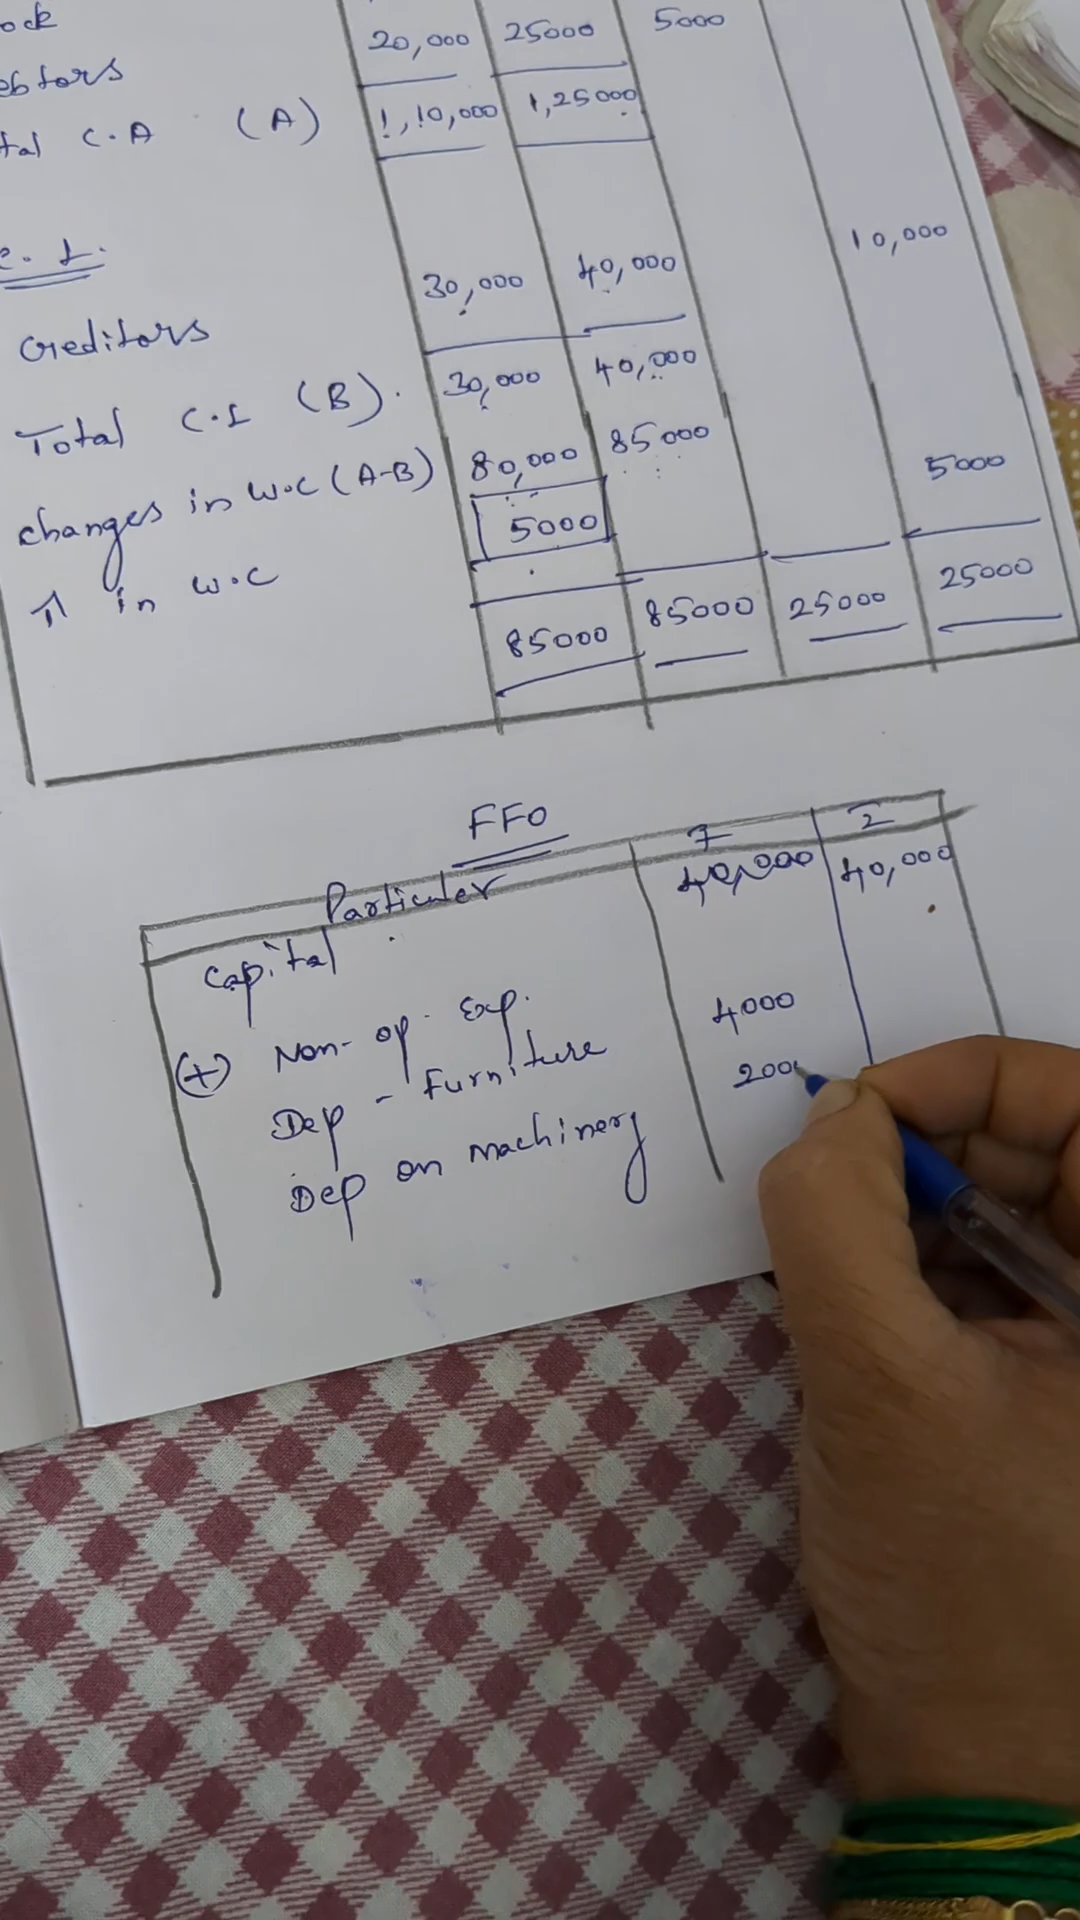 ock 20,000 25000 5000
ebtors
tal C.A (A) 1,10,000 1,25000
c. L.
Creditors 30,000 40,000 10,000
Total C.L (B). 30,000 40,000
changes in W.C (A-B) 80,000 85000
↑ in W.C 5000 5000
85000 85000 25000 25000
FFO
Particuler ₹ ₹
Capital 40,000 40,000
(+) Non-op. Exp.
Dep - Furniture 4000
Dep on machinery 200